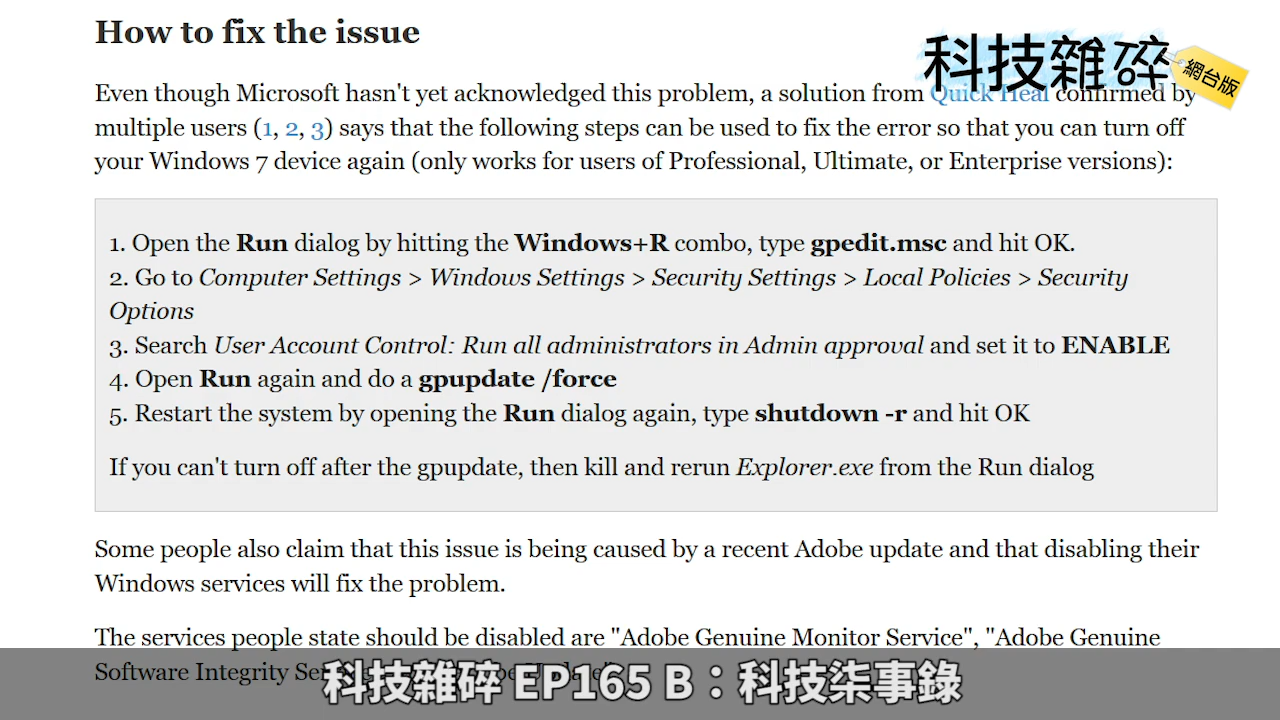 How to fix the issue
科技雜碎
網台版
Even though Microsoft hasn't yet acknowledged this problem, a solution from Quick Heal confirmed by
multiple users (1, 2, 3) says that the following steps can be used to fix the error so that you can turn off
your Windows 7 device again (only works for users of Professional, Ultimate, or Enterprise versions):
1. Open the Run dialog by hitting the Windows+R combo, type gpedit.msc and hit OK.
2. Go to Computer Settings > Windows Settings > Security Settings > Local Policies > Security
Options
3. Search User Account Control: Run all administrators in Admin approval and set it to ENABLE
4. Open Run again and do a gpupdate /force
5. Restart the system by opening the Run dialog again, type shutdown -r and hit OK
If you can't turn off after the gpupdate, then kill and rerun Explorer.exe from the Run dialog
Some people also claim that this issue is being caused by a recent Adobe update and that disabling their
Windows services will fix the problem.
The services people state should be disabled are "Adobe Genuine Monitor Service", "Adobe Genuine
Software Integrity
科技雜碎 EP165 B：科技柒事錄